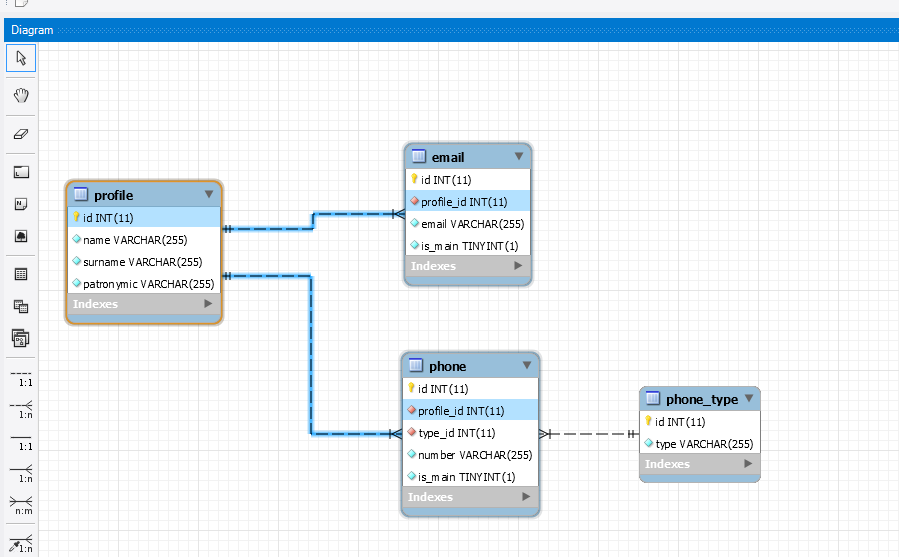 Diagram
profile
id INT(11)
name VARCHAR(255)
surname VARCHAR(255)
patronymic VARCHAR(255)
Indexes
email
id INT(11)
profile_id INT(11)
email VARCHAR(255)
is_main TINYINT(1)
Indexes
phone
id INT(11)
profile_id INT(11)
type_id INT(11)
number VARCHAR(255)
is_main TINYINT(1)
Indexes
phone_type
id INT(11)
type VARCHAR(255)
Indexes
1:1
1:n
1:1
1:n
n:m
1:n